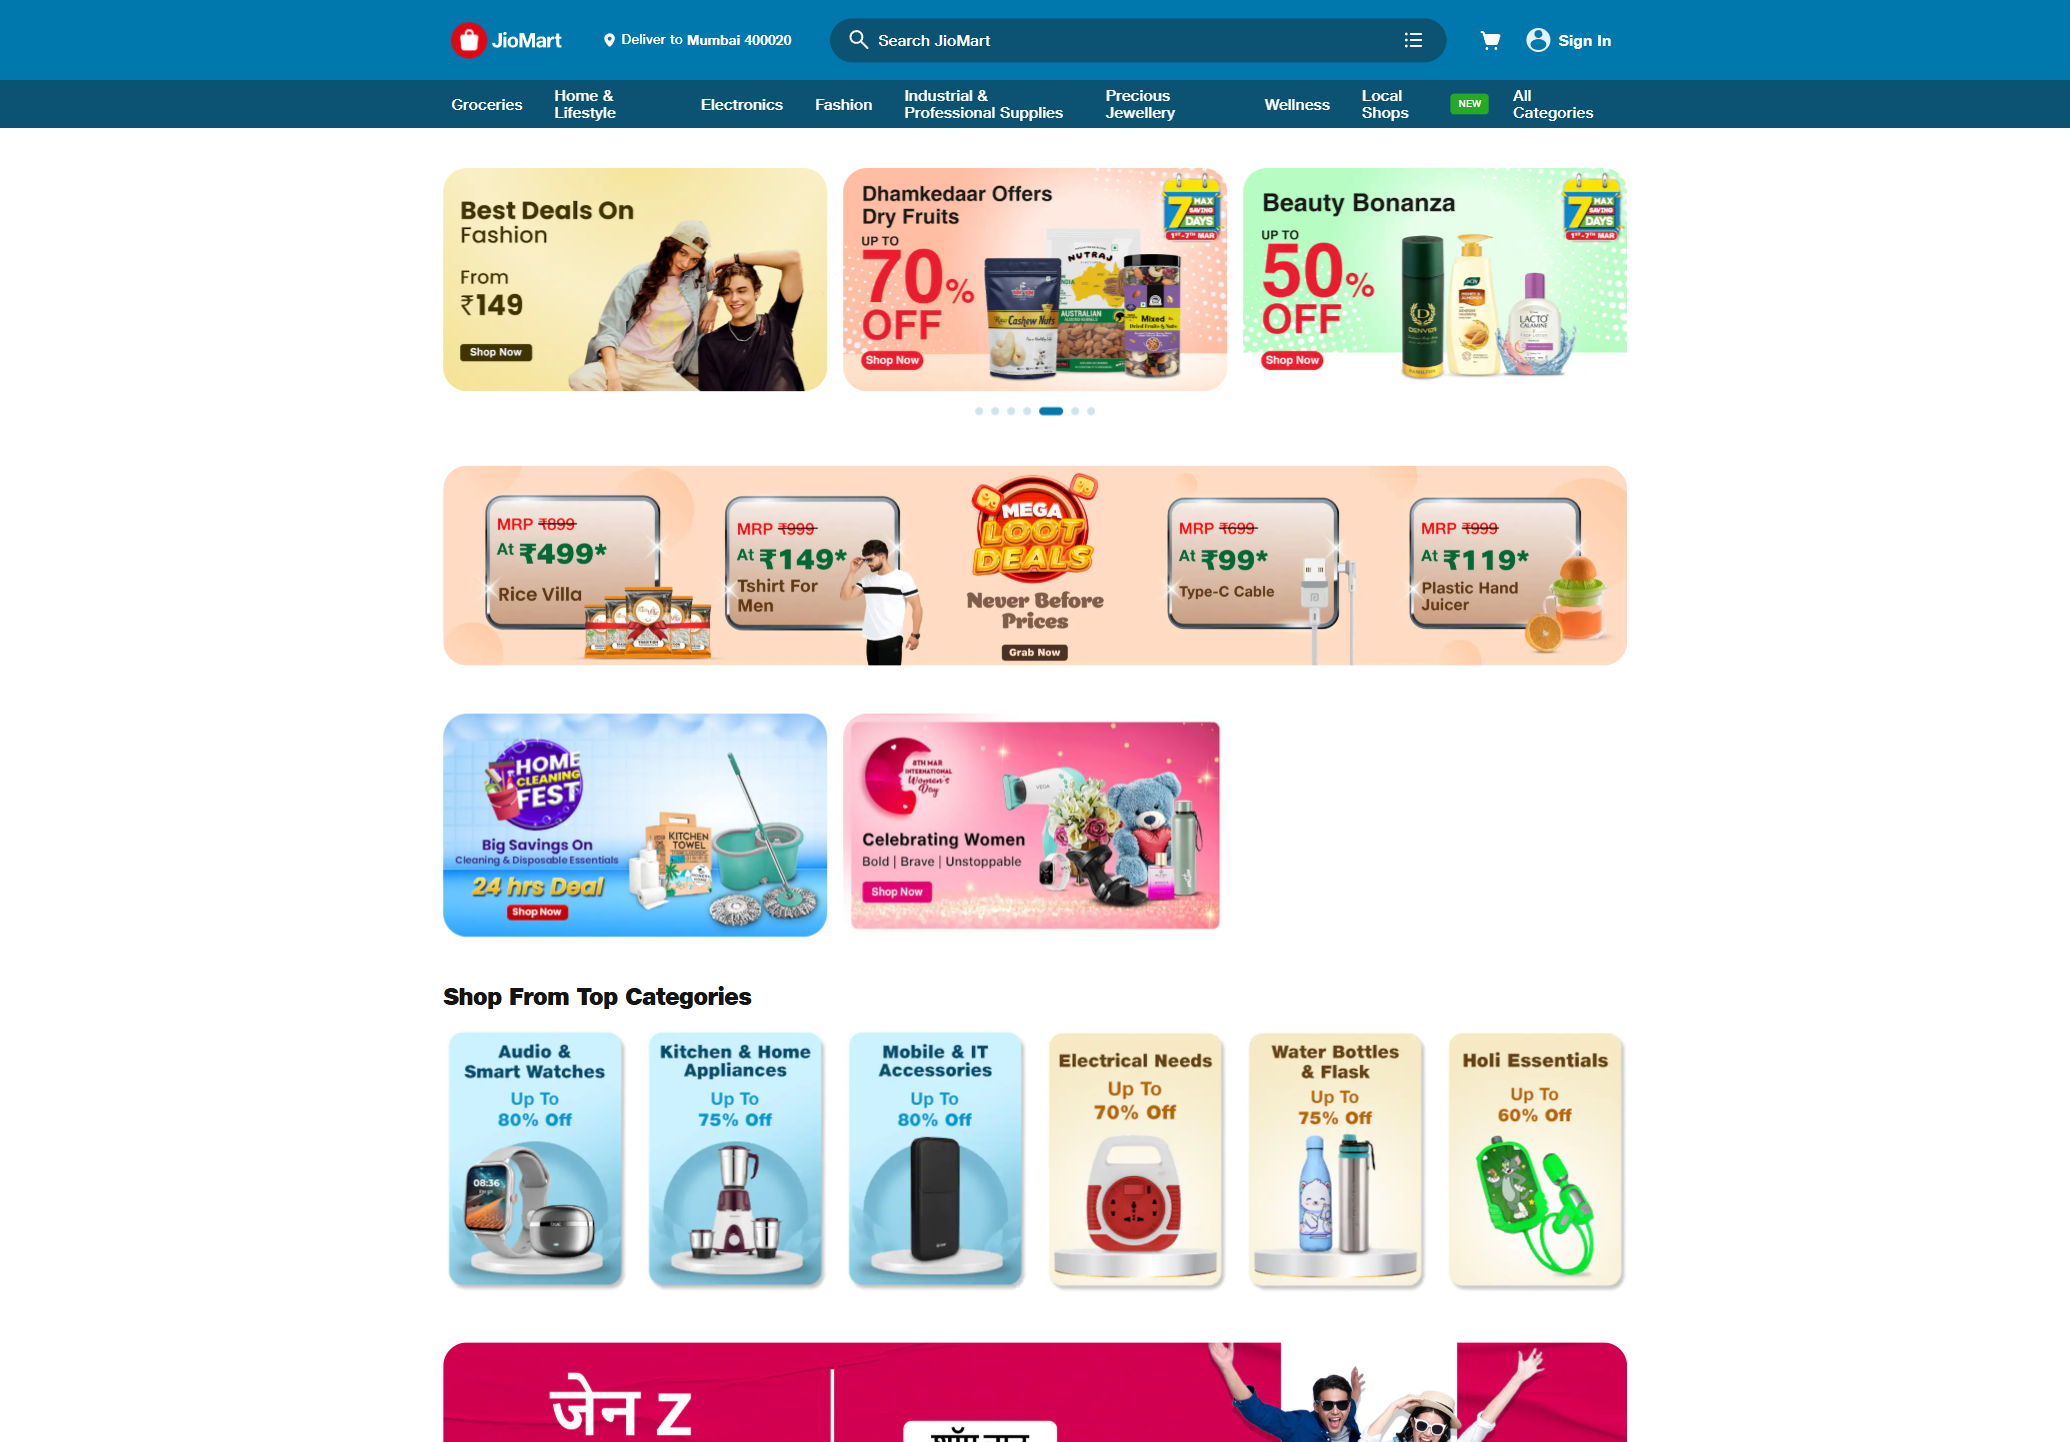 JioMart
Deliver to Mumbai 400020
Search JioMart
Sign In
Groceries
Home &
Lifestyle
Electronics
Fashion
Industrial &
Professional Supplies
Precious
Jewellery
Wellness
Local
Shops
NEW
All
Categories
Best Deals On
Fashion
From
₹149
Shop Now
Dhamkedaar Offers
Dry Fruits
UP TO
70%
OFF
Shop Now
7 MAX
SAVING
DAYS
1ST-7TH MAR
NUTRAJ
Cashew Nuts
AUSTRALIAN
Mixed
Dried Fruits & Nuts
Beauty Bonanza
UP TO
50%
OFF
Shop Now
7 MAX
SAVING
DAYS
1ST-7TH MAR
DENVER
HAMILTON
LACTO
CALAMINE
MRP ₹899
At ₹499*
Rice Villa
MRP ₹999
At ₹149*
Tshirt For
Men
MEGA
LOOT
DEALS
Never Before
Prices
Grab Now
MRP ₹699
At ₹99*
Type-C Cable
MRP ₹999
At ₹119*
Plastic Hand
Juicer
HOME
CLEANING
FEST
Big Savings On
Cleaning & Disposable Essentials
24 hrs Deal
Shop Now
KITCHEN
TOWEL
8TH MAR
INTERNATIONAL
Women's
Day
Celebrating Women
Bold | Brave | Unstoppable
Shop Now
VEGA
Shop From Top Categories
Audio &
Smart Watches
Up To
80% Off
08:36
Kitchen & Home
Appliances
Up To
75% Off
Mobile & IT
Accessories
Up To
80% Off
Electrical Needs
Up To
70% Off
Water Bottles
& Flask
Up To
75% Off
Holi Essentials
Up To
60% Off
जेन Z